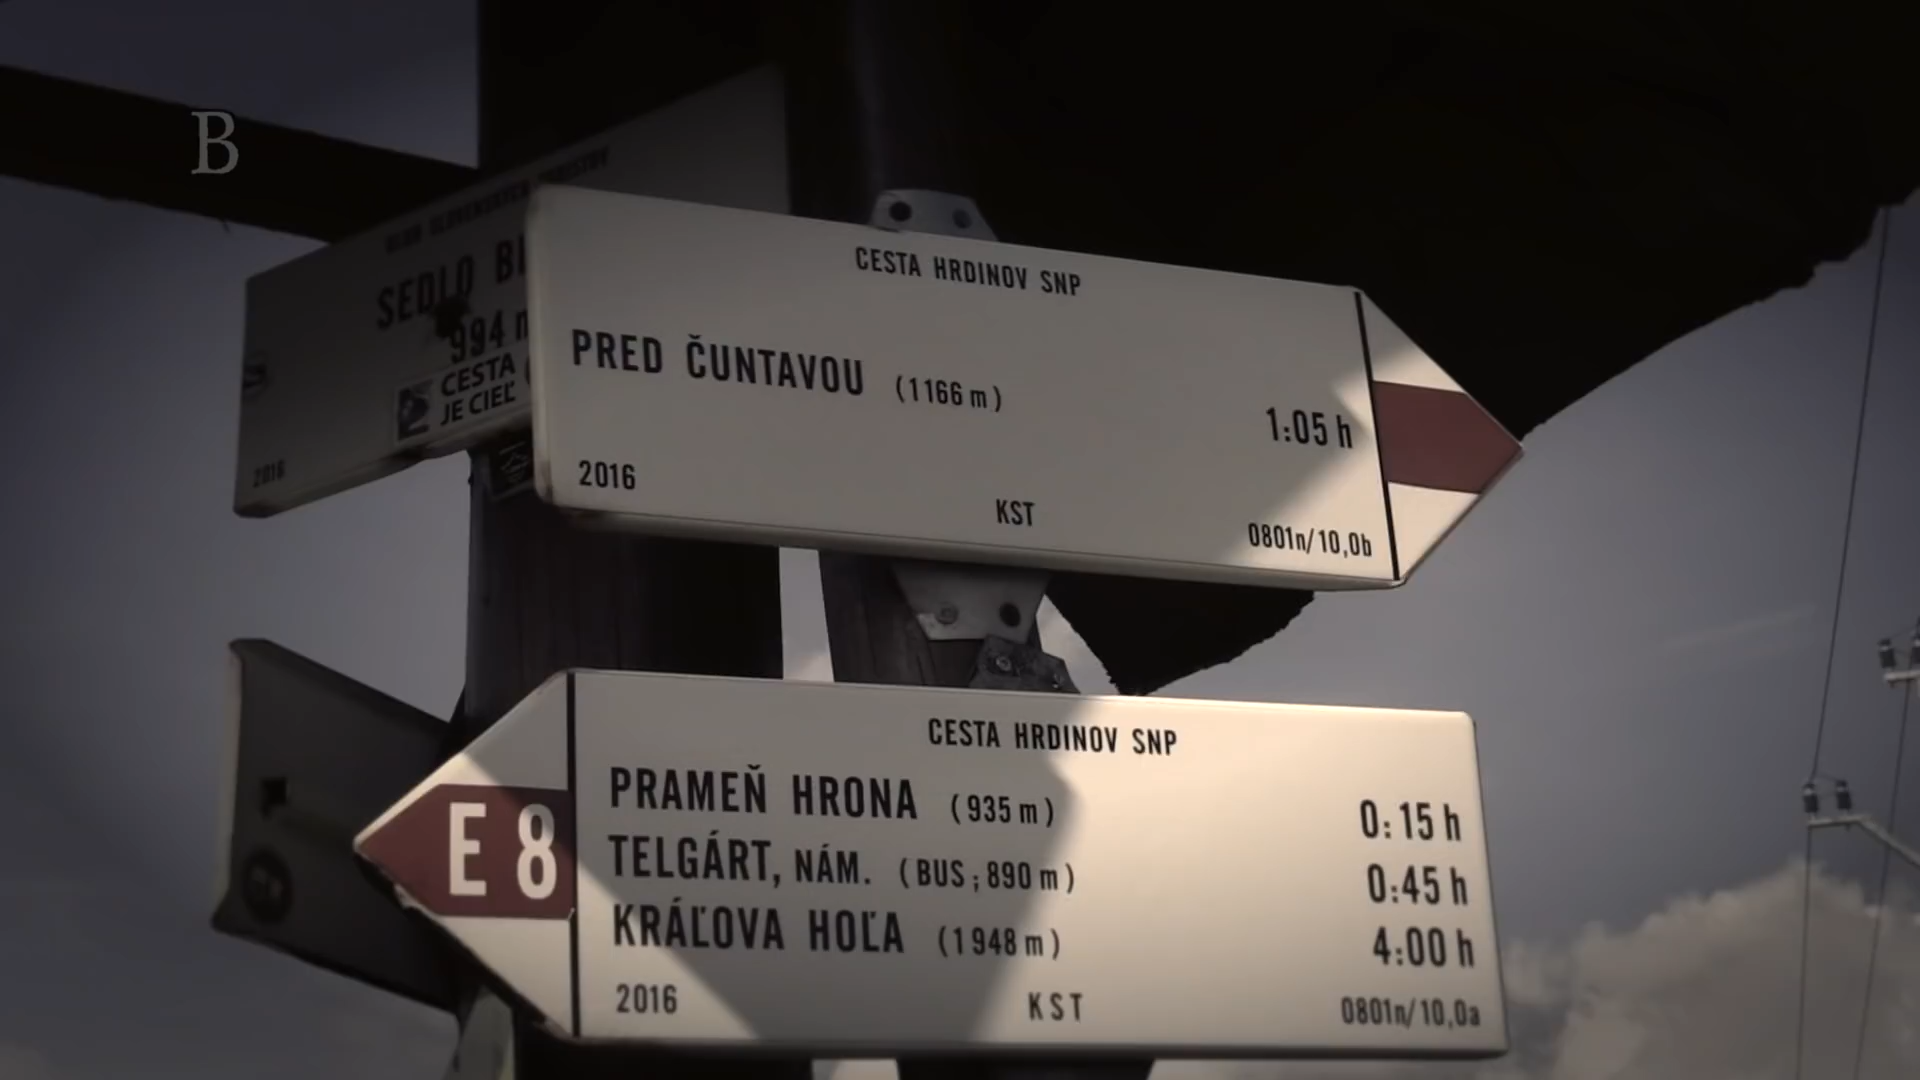 B
SEDLO
994 m
CESTA
JE CIEĽ
2016
CESTA HRDINOV SNP
PRED ČUNTAVOU (1166 m)
1:05 h
2016
KST
0801n/10,0b
CESTA HRDINOV SNP
E 8
PRAMEŇ HRONA (935 m) 0:15 h
TELGÁRT, NÁM. (BUS; 890 m) 0:45 h
KRÁĽOVA HOĽA (1948 m) 4:00 h
2016
KST
0801n/10,0a